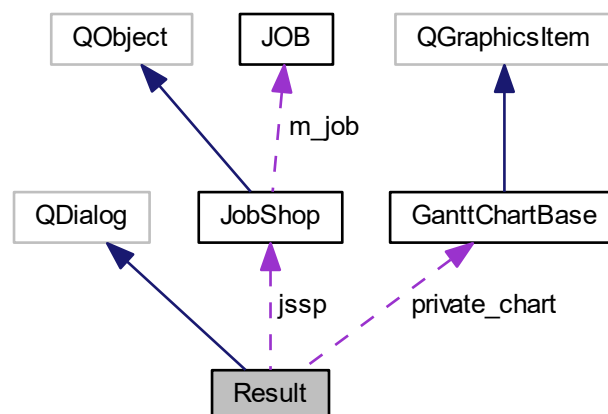 QObject
JOB
QGraphicsItem
m_job
QDialog
JobShop
GanttChartBase
jssp
private_chart
Result